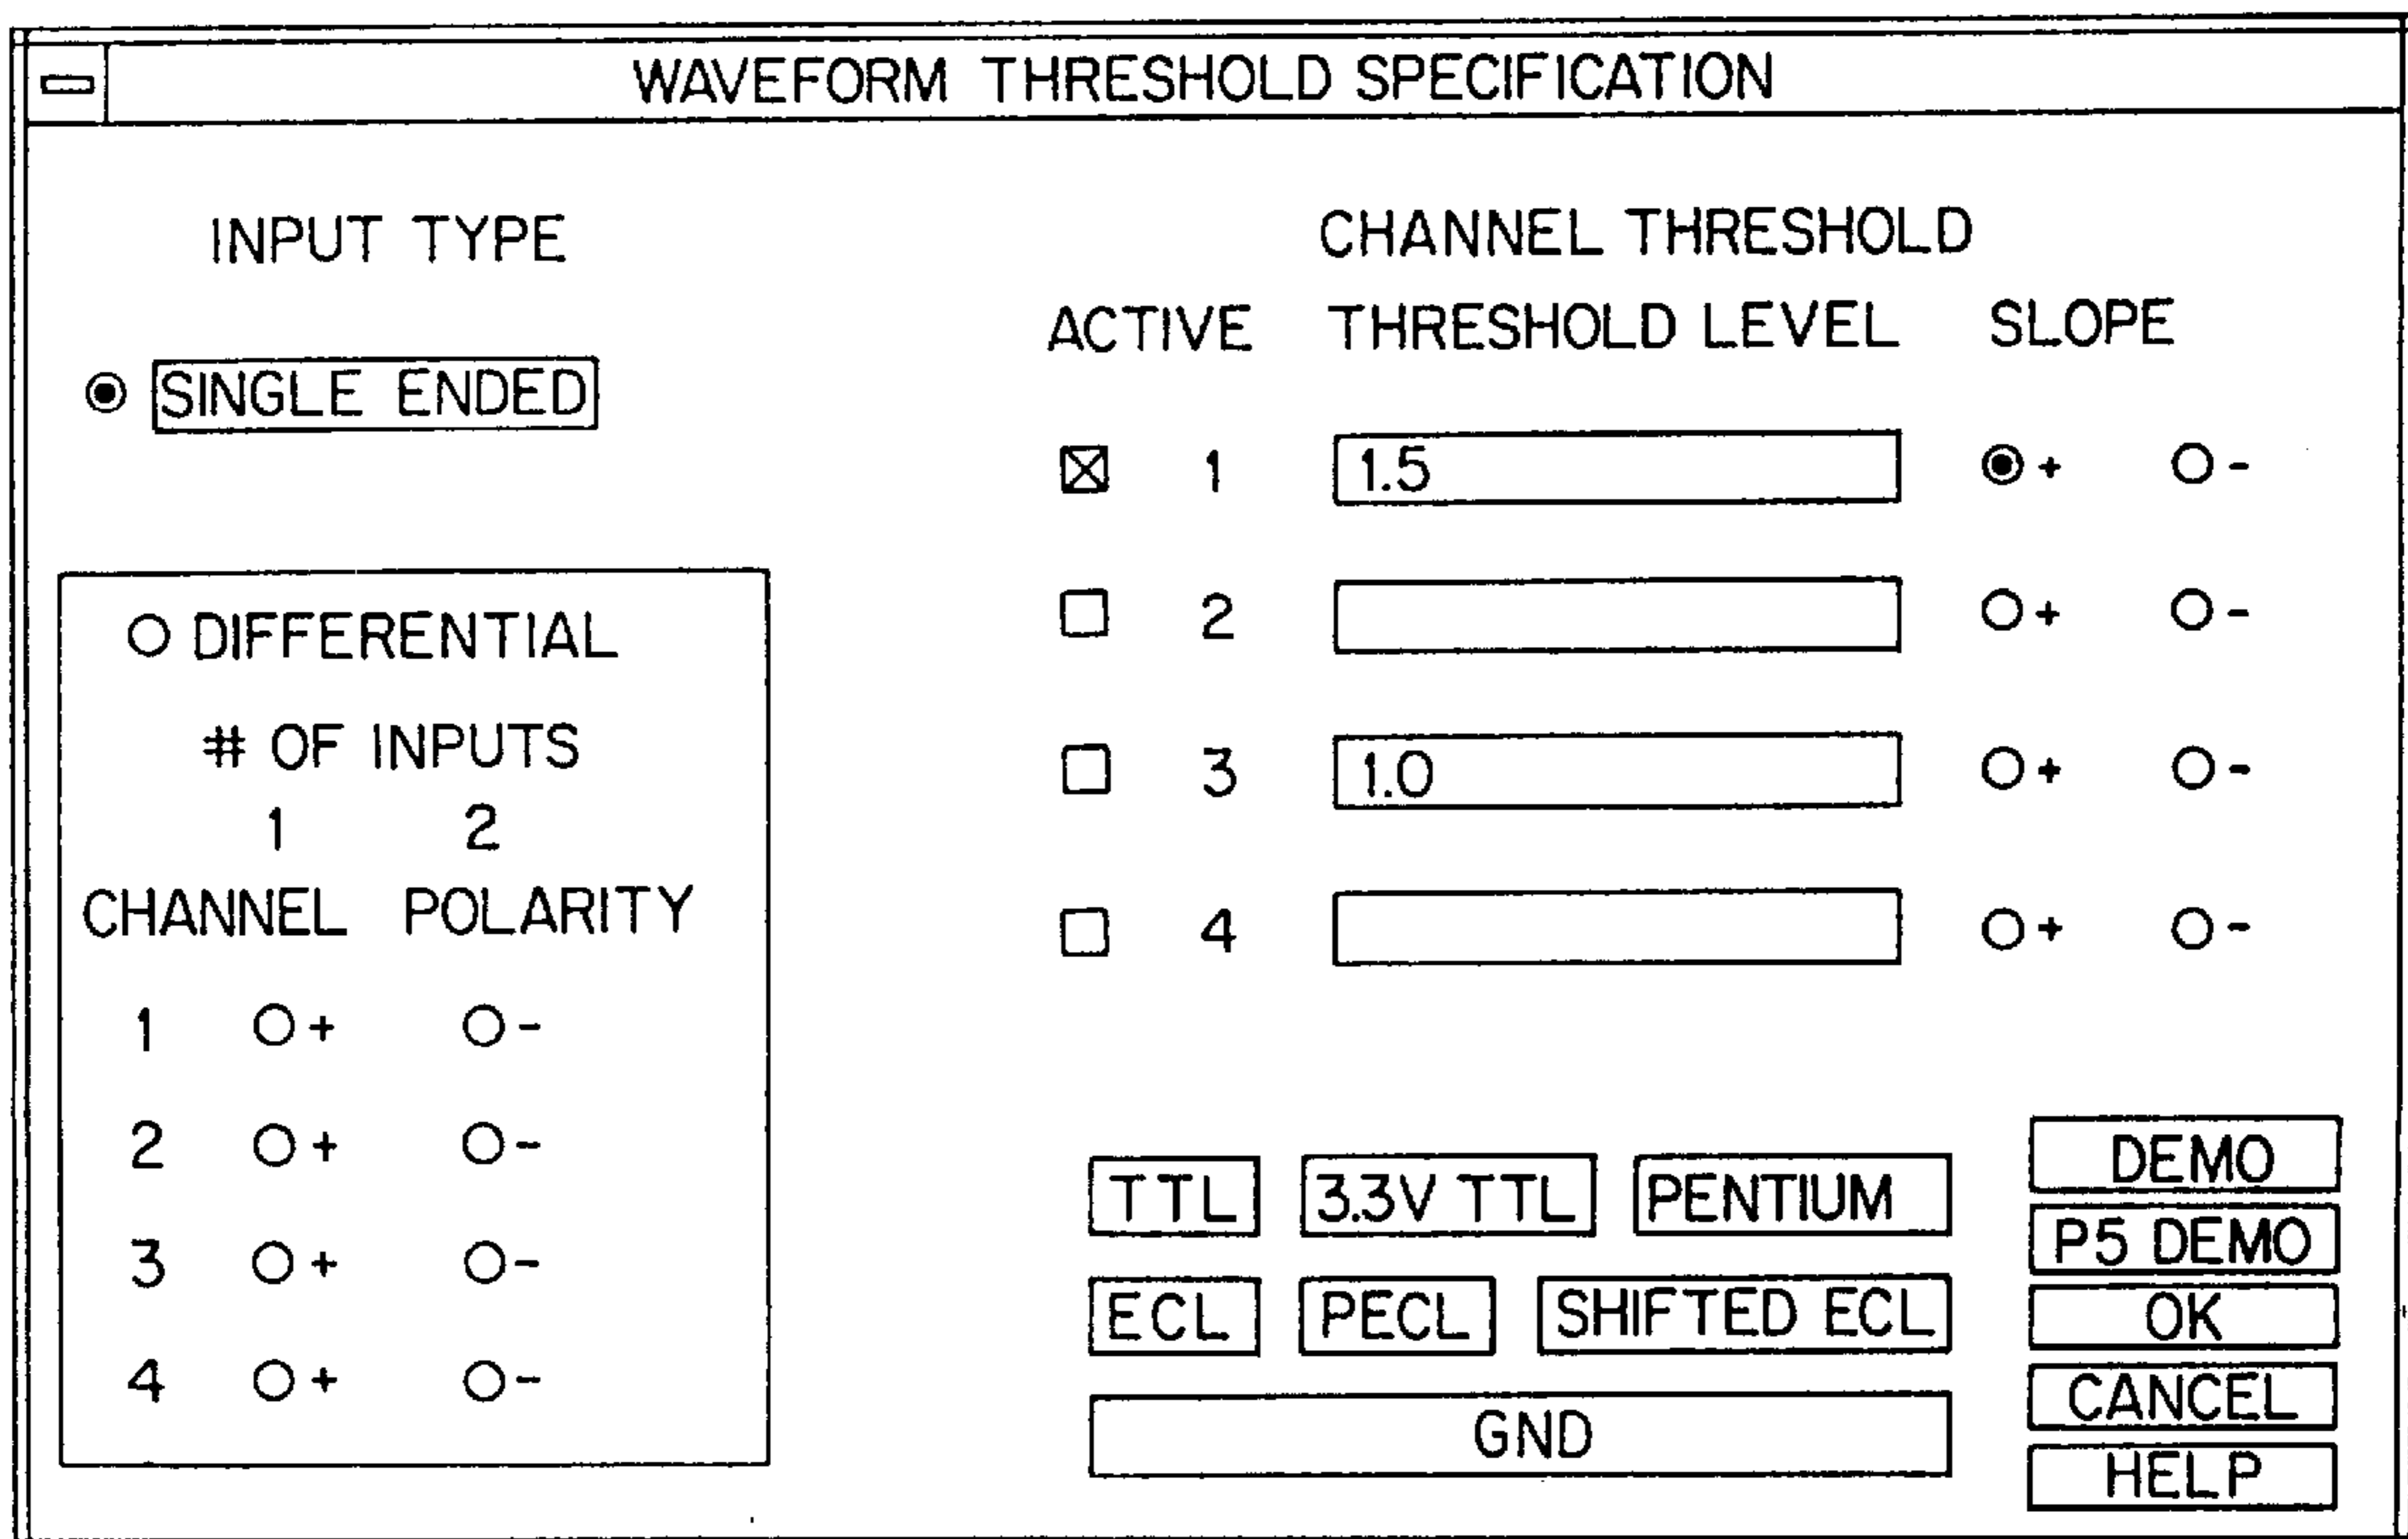 WAVEFORM THRESHOLD SPECIFICATION
INPUT TYPE
SINGLE ENDED
DIFFERENTIAL
# OF INPUTS
1 2
CHANNEL POLARITY
1 + -
2 + -
3 + -
4 + -
CHANNEL THRESHOLD
ACTIVE THRESHOLD LEVEL SLOPE
1 1.5 + -
2 + -
3 1.0 + -
4 + -
TTL 3.3V TTL PENTIUM
ECL PECL SHIFTED ECL
GND
DEMO
P5 DEMO
OK
CANCEL
HELP